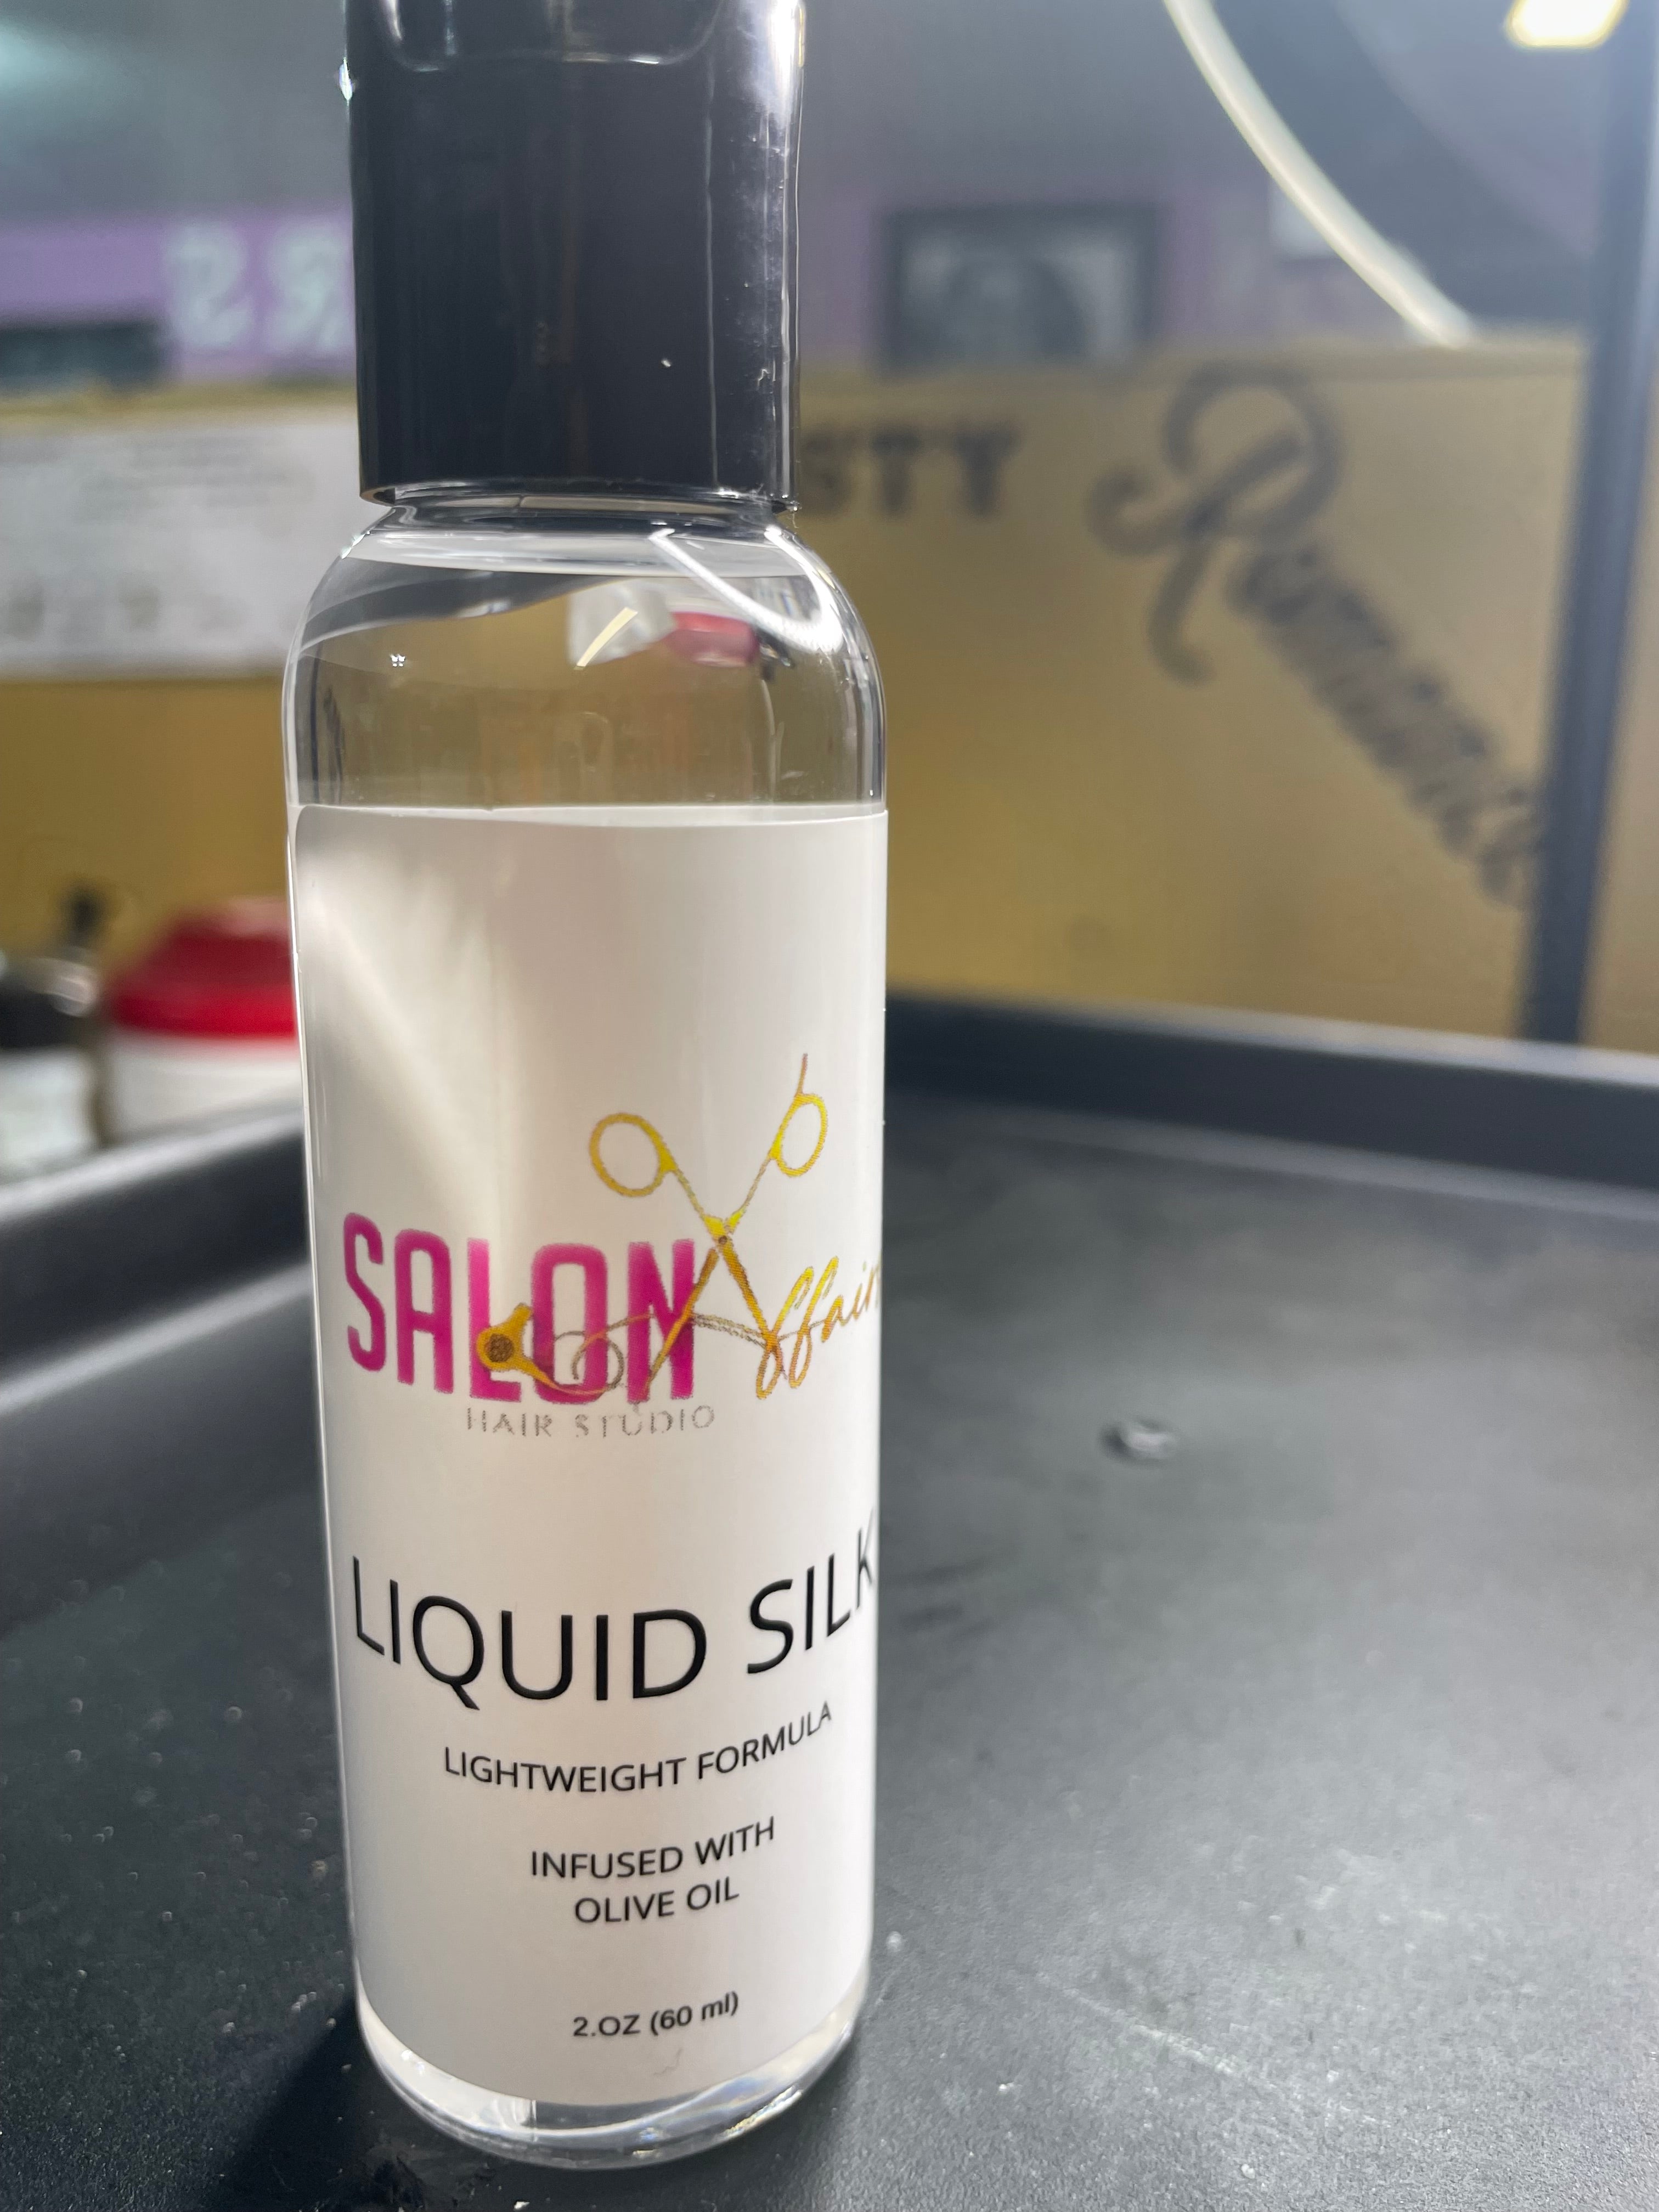 SALON Affair
HAIR STUDIO
LIQUID SILK
LIGHTWEIGHT FORMULA
INFUSED WITH
OLIVE OIL
2.OZ (60 ml)